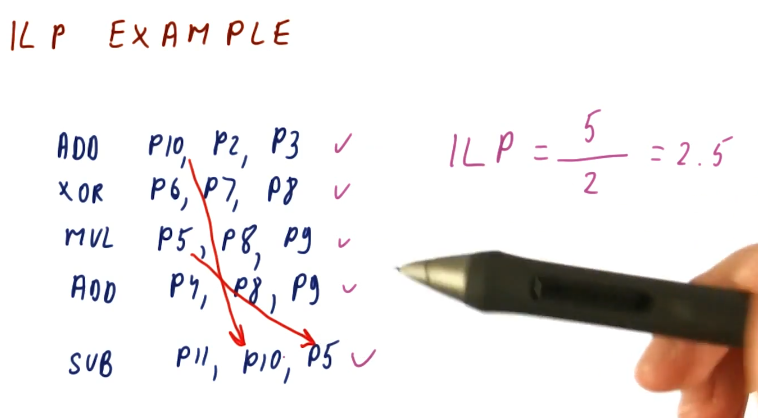 ILP EXAMPLE
ADD P10, P2, P3 ✓
XOR P6, P7, P8 ✓
MUL P5, P8, P9 ✓
ADD P4, P8, P9 ✓
SUB P11, P10, P5 ✓
ILP = 5/2 = 2.5